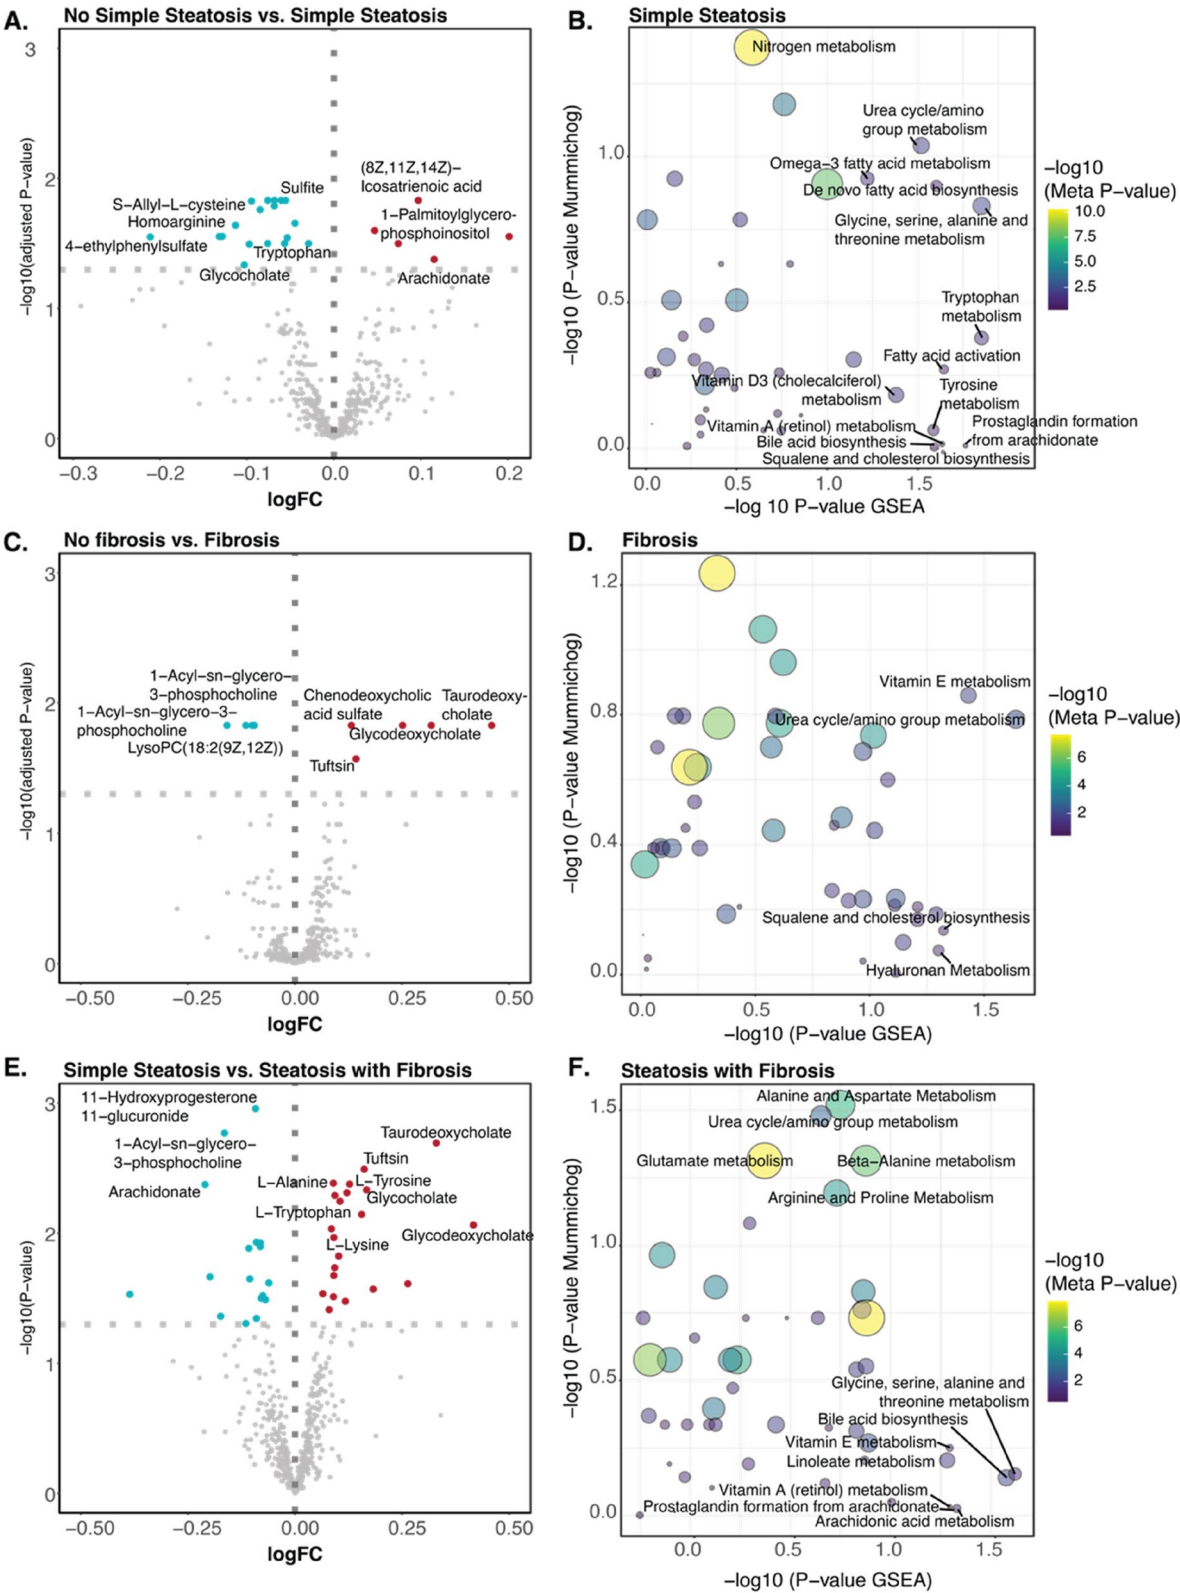 A.
No Simple Steatosis vs. Simple Steatosis
3
2
1
0
−log10(adjusted P−value)
(8Z,11Z,14Z)−
Icosatrienoic acid
Sulfite
S−Allyl−L−cysteine
1−Palmitoylglycero-
phosphoinositol
Homoarginine
4−ethylphenylsulfate
Tryptophan
Glycocholate
Arachidonate
−0.3
−0.2
−0.1
0.0
0.1
0.2
logFC
B.
Simple Steatosis
−log10 (P−value Mummichog)
1.0
0.5
0.0
Nitrogen metabolism
Urea cycle/amino
group metabolism
Omega−3 fatty acid metabolism
De novo fatty acid biosynthesis
Glycine, serine, alanine and
threonine metabolism
Tryptophan
metabolism
Fatty acid activation
Vitamin D3 (cholecalciferol)
metabolism
Tyrosine
metabolism
Vitamin A (retinol) metabolism
Prostaglandin formation
from arachidonate
Bile acid biosynthesis
Squalene and cholesterol biosynthesis
0.0
0.5
1.0
1.5
−log 10 P−value GSEA
−log10
(Meta P−value)
10.0
7.5
5.0
2.5
C.
No fibrosis vs. Fibrosis
3
2
1
0
−log10(adjusted P−value)
1−Acyl−sn−glycero−
3−phosphocholine
1−Acyl−sn−glycero−3−
phosphocholine
LysoPC(18:2(9Z,12Z))
Chenodeoxycholic
acid sulfate
Taurodeoxy-
cholate
Glycodeoxycholate
Tuftsin
−0.50
−0.25
0.00
0.25
0.50
logFC
D.
Fibrosis
−log10 (P−value Mummichog)
1.2
0.8
0.4
0.0
Vitamin E metabolism
Urea cycle/amino group metabolism
Squalene and cholesterol biosynthesis
Hyaluronan Metabolism
0.0
0.5
1.0
1.5
−log10 (P−value GSEA)
−log10
(Meta P−value)
6
4
2
E.
Simple Steatosis vs. Steatosis with Fibrosis
3
2
1
0
−log10(P−value)
11−Hydroxyprogesterone
11−glucuronide
1−Acyl−sn−glycero−
3−phosphocholine
Arachidonate
Taurodeoxycholate
Tuftsin
L−Alanine
L−Tyrosine
Glycocholate
L−Tryptophan
Glycodeoxycholate
L−Lysine
−0.50
−0.25
0.00
0.25
0.50
logFC
F.
Steatosis with Fibrosis
−log10 (P−value Mummichog)
1.5
1.0
0.5
0.0
Alanine and Aspartate Metabolism
Urea cycle/amino group metabolism
Glutamate metabolism
Beta−Alanine metabolism
Arginine and Proline Metabolism
Glycine, serine, alanine and
threonine metabolism
Bile acid biosynthesis
Vitamin E metabolism
Linoleate metabolism
Vitamin A (retinol) metabolism
Prostaglandin formation from arachidonate
Arachidonic acid metabolism
0.0
0.5
1.0
1.5
−log10 (P−value GSEA)
−log10
(Meta P−value)
6
4
2